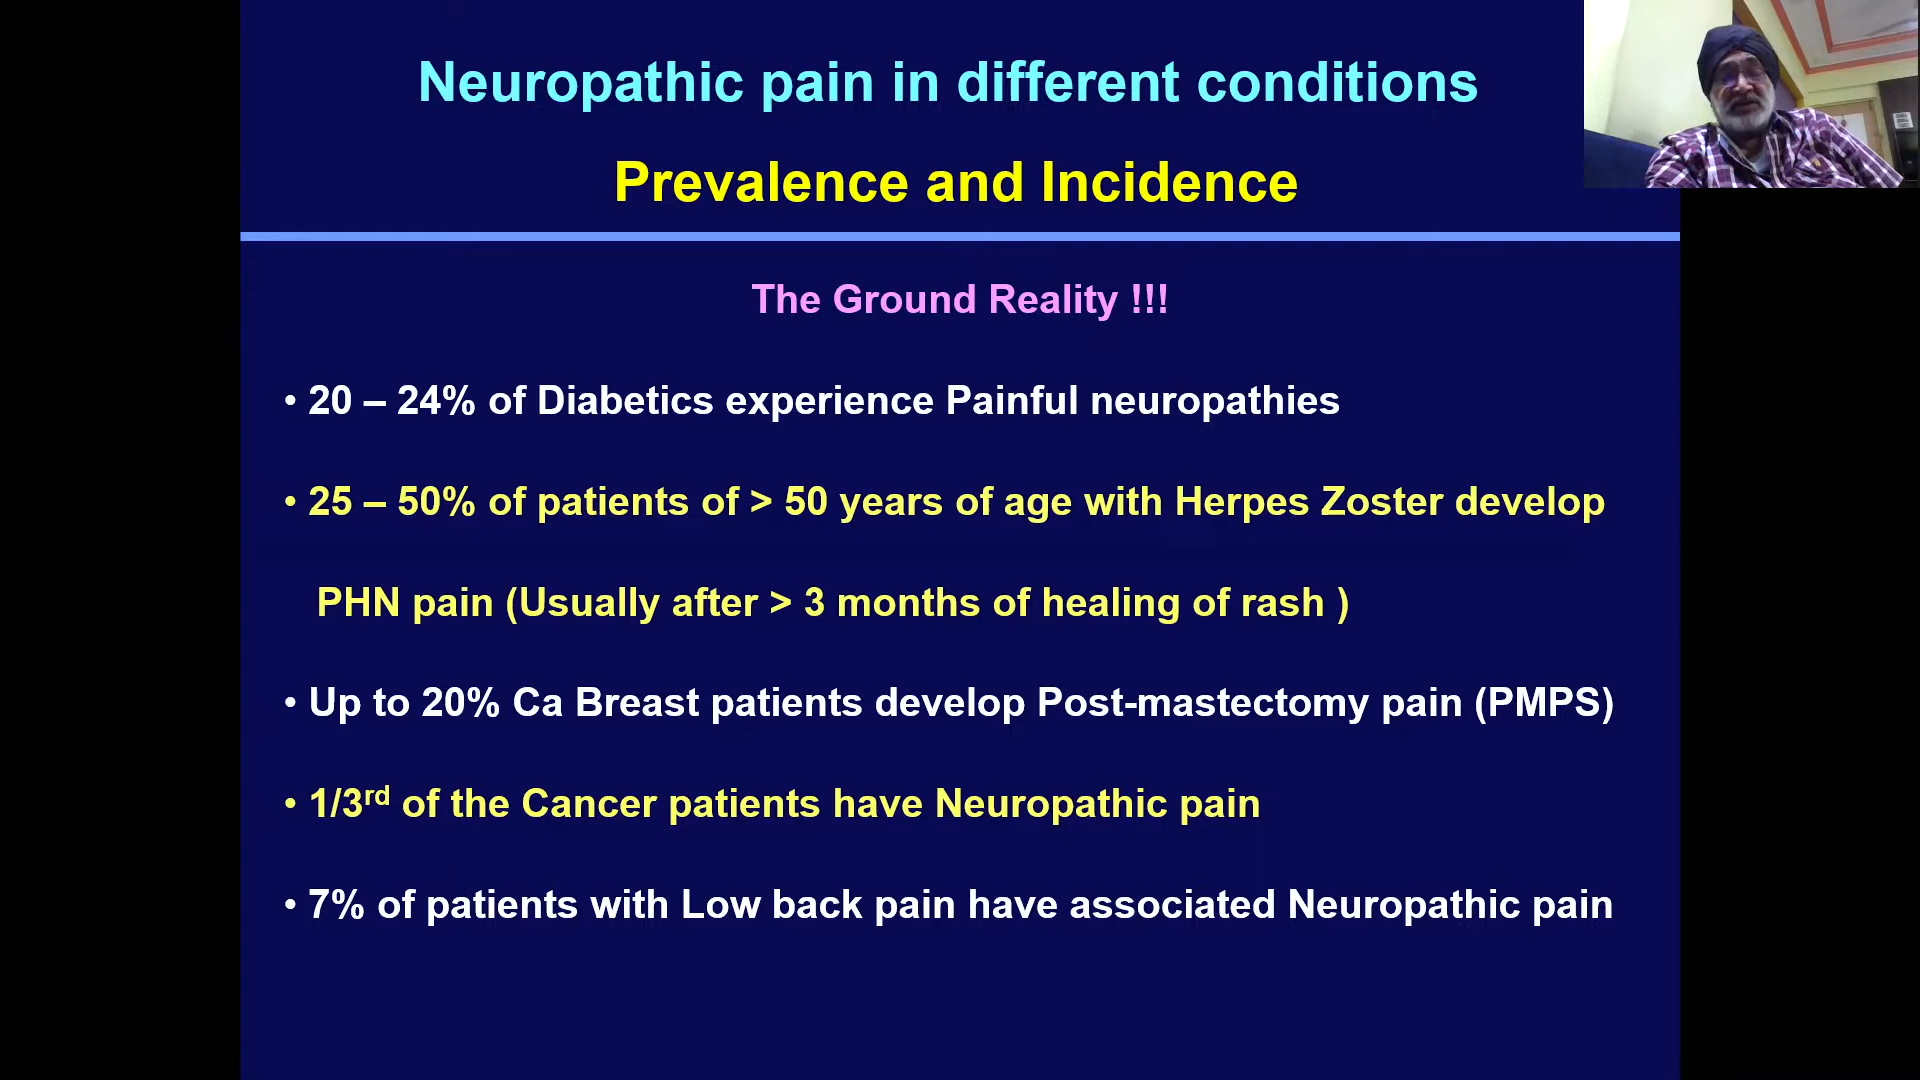 Neuropathic pain in different conditions
Prevalence and Incidence
The Ground Reality !!!
• 20 – 24% of Diabetics experience Painful neuropathies
• 25 – 50% of patients of > 50 years of age with Herpes Zoster develop
PHN pain (Usually after > 3 months of healing of rash )
• Up to 20% Ca Breast patients develop Post-mastectomy pain (PMPS)
• 1/3rd of the Cancer patients have Neuropathic pain
• 7% of patients with Low back pain have associated Neuropathic pain